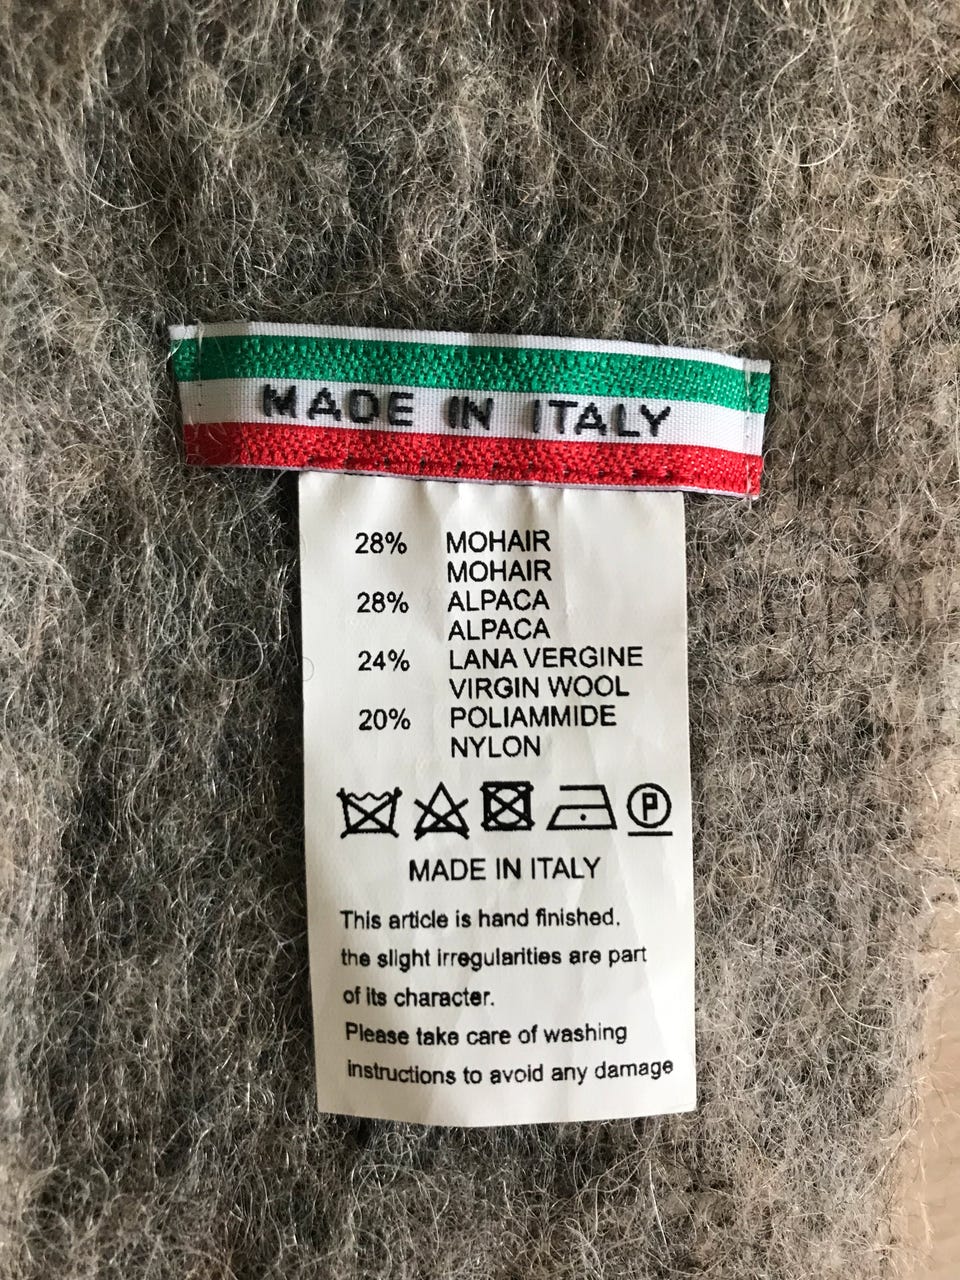 MADE IN ITALY
28% MOHAIR
MOHAIR
28% ALPACA
ALPACA
24% LANA VERGINE
VIRGIN WOOL
20% POLIAMMIDE
NYLON
P
MADE IN ITALY
This article is hand finished.
the slight irregularities are part
of its character.
Please take care of washing
instructions to avoid any damage